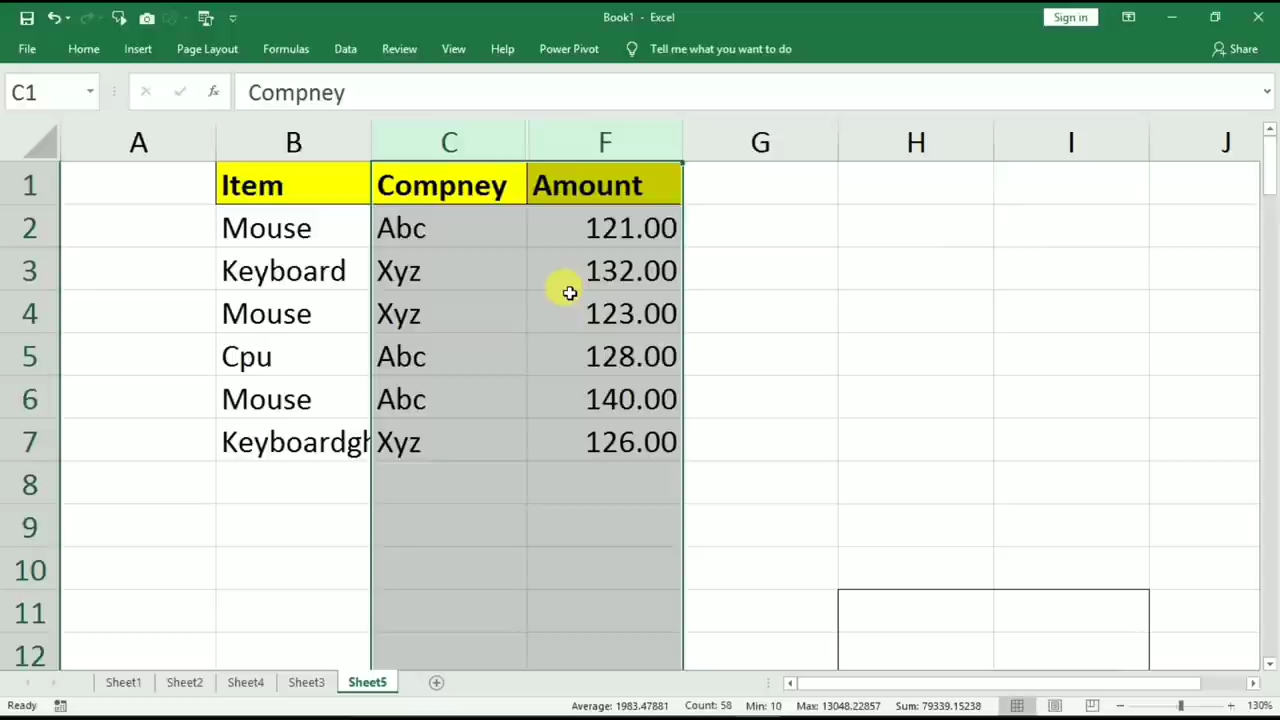 Book1 - Excel
Sign in
File Home Insert Page Layout Formulas Data Review View Help Power Pivot Tell me what you want to do Share
C1 fx Compney
A B C F G H I J
1 Item Compney Amount
2 Mouse Abc 121.00
3 Keyboard Xyz 132.00
4 Mouse Xyz 123.00
5 Cpu Abc 128.00
6 Mouse Abc 140.00
7 Keyboardgh Xyz 126.00
8
9
10
11
12
Sheet1 Sheet2 Sheet4 Sheet3 Sheet5
Ready Average: 1983.47881 Count: 58 Min: 10 Max: 13048.22857 Sum: 79339.15238 130%